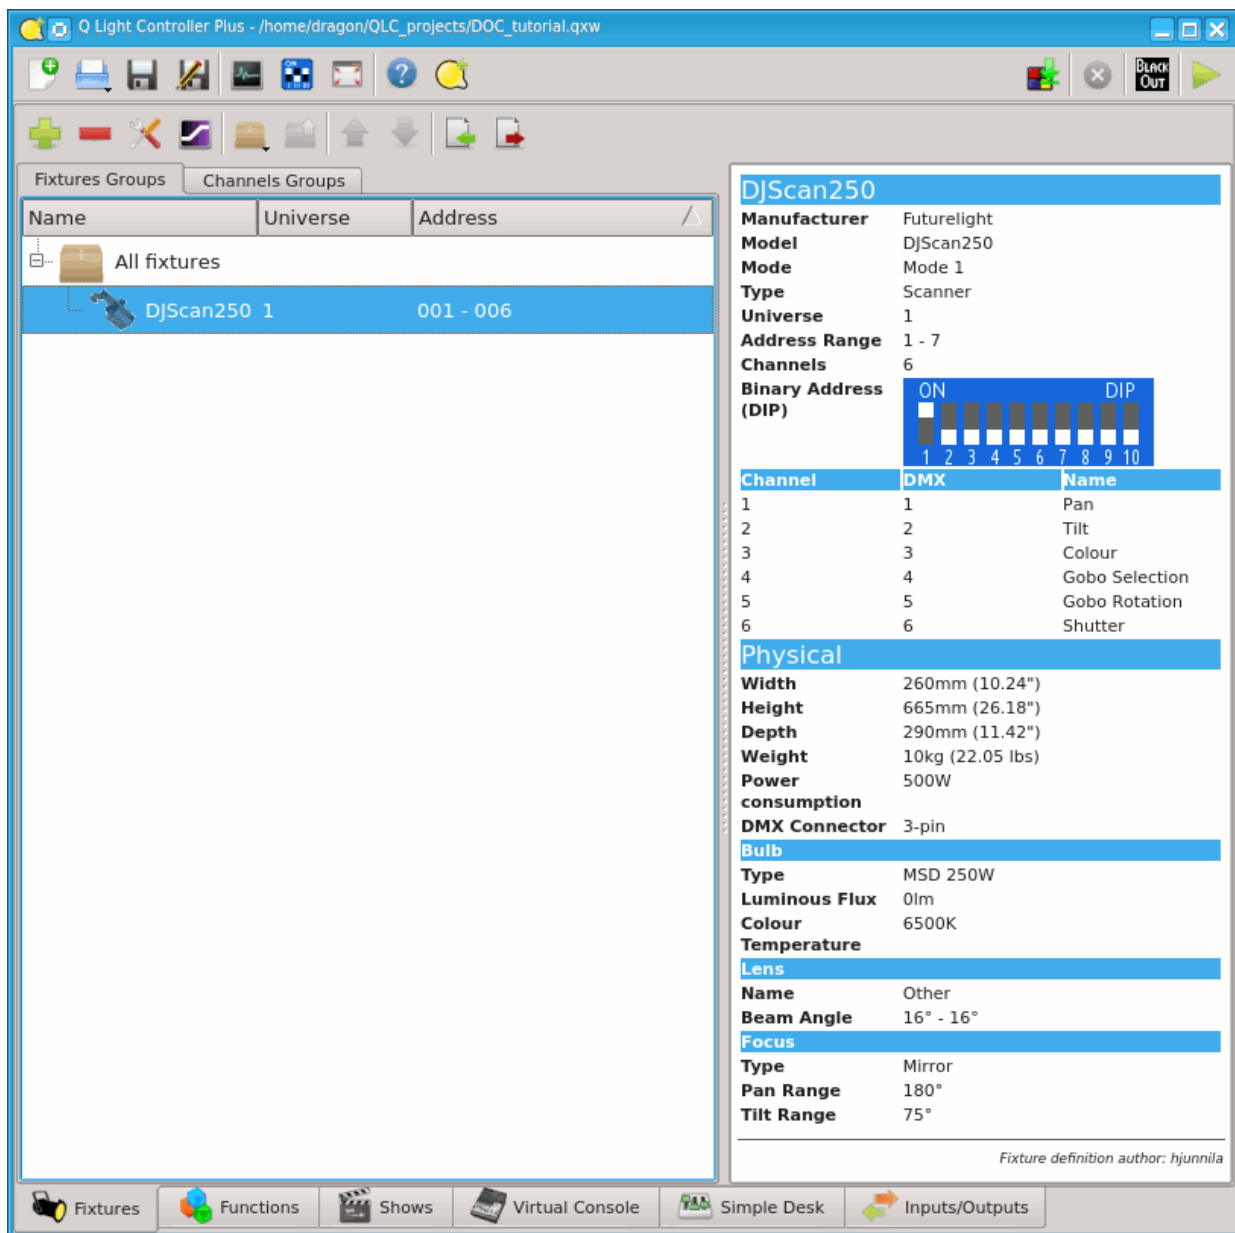 Q Light Controller Plus - /home/dragon/QLC_projects/DOC_tutorial.qxw
BLACK
OUT
Fixtures Groups
Channels Groups
Name Universe Address
All fixtures
DJScan250 1 001 - 006
DJScan250
Manufacturer Futurelight
Model DJScan250
Mode Mode 1
Type Scanner
Universe 1
Address Range 1 - 7
Channels 6
Binary Address
(DIP)
ON DIP
1 2 3 4 5 6 7 8 9 10
Channel DMX Name
1 1 Pan
2 2 Tilt
3 3 Colour
4 4 Gobo Selection
5 5 Gobo Rotation
6 6 Shutter
Physical
Width 260mm (10.24")
Height 665mm (26.18")
Depth 290mm (11.42")
Weight 10kg (22.05 lbs)
Power 500W
consumption
DMX Connector 3-pin
Bulb
Type MSD 250W
Luminous Flux 0lm
Colour 6500K
Temperature
Lens
Name Other
Beam Angle 16° - 16°
Focus
Type Mirror
Pan Range 180°
Tilt Range 75°
Fixture definition author: hjunnila
Fixtures Functions Shows Virtual Console Simple Desk Inputs/Outputs